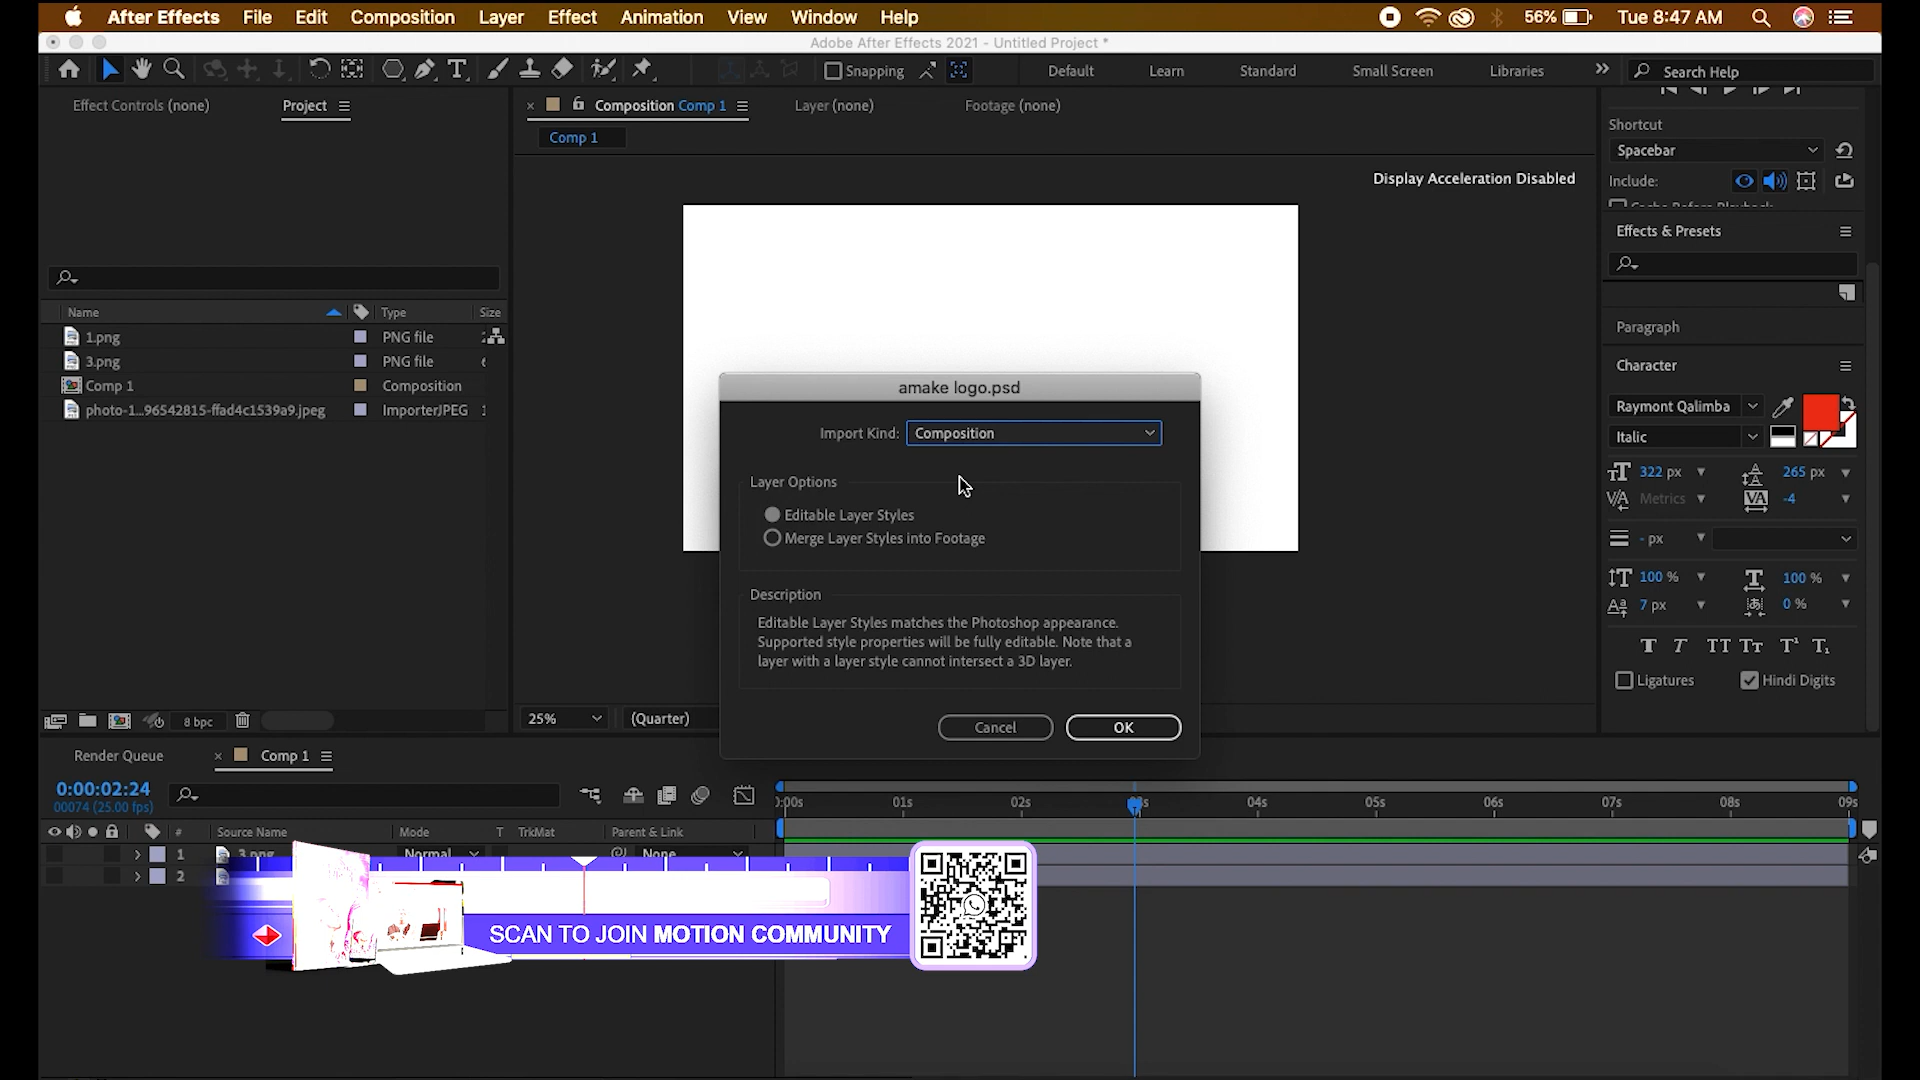 After Effects File Edit Composition Layer Effect Animation View Window Help 56% Tue 8:47 AM
Adobe After Effects 2021 - Untitled Project *
Snapping Default Learn Standard Small Screen Libraries Search Help
Effect Controls (none) Project Composition Comp 1 Layer (none) Footage (none)
Comp 1
Shortcut
Spacebar
Include:
Cache Before Playback
Display Acceleration Disabled
Effects & Presets
Name Type Size
1.png PNG file
3.png PNG file
Comp 1 Composition
photo-1...96542815-ffad4c1539a9.jpeg ImporterJPEG
Paragraph
Character
Raymont Qalimba
Italic
322 px 265 px
Metrics -4
- px
100 % 100 %
7 px 0 %
Ligatures Hindi Digits
amake logo.psd
Import Kind: Composition
Layer Options
Editable Layer Styles
Merge Layer Styles into Footage
Description
Editable Layer Styles matches the Photoshop appearance.
Supported style properties will be fully editable. Note that a
layer with a layer style cannot intersect a 3D layer.
Cancel OK
8 bpc 25% (Quarter)
Render Queue Comp 1
0:00:02:24
00074 (25.00 fps)
):00s 01s 02s 03s 04s 05s 06s 07s 08s 09s
# Source Name Mode T TrkMat Parent & Link
1 3.png Normal None
2
SCAN TO JOIN MOTION COMMUNITY